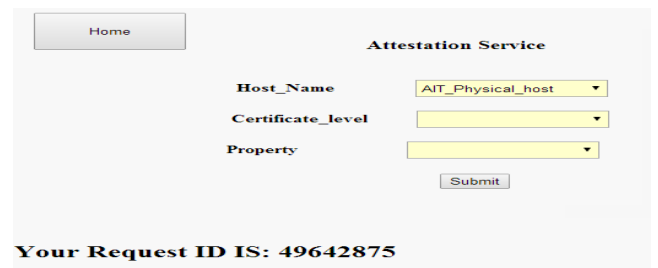 Home
Attestation Service
Host_Name AIT_Physical_host
Certificate_level
Property
Submit
Your Request ID IS: 49642875